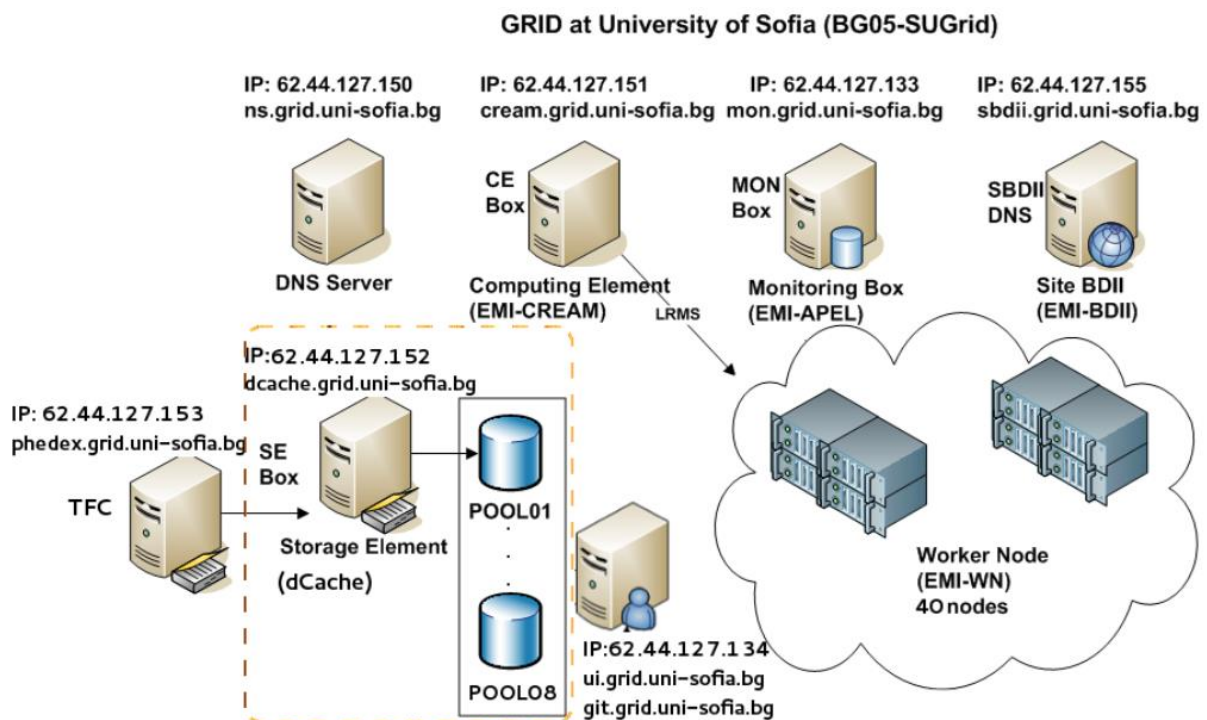 GRID at University of Sofia (BG05-SUGrid)
IP: 62.44.127.150
ns.grid.uni-sofia.bg
DNS Server
IP: 62.44.127.151
cream.grid.uni-sofia.bg
CE
Box
Computing Element
(EMI-CREAM)
LRMS
IP: 62.44.127.133
mon.grid.uni-sofia.bg
MON
Box
Monitoring Box
(EMI-APEL)
IP: 62.44.127.155
sbdii.grid.uni-sofia.bg
SBDII
DNS
Site BDII
(EMI-BDII)
IP: 62.44.127.153
phedex.grid.uni-sofia.bg
TFC
IP:62.44.127.152
dcache.grid.uni-sofia.bg
SE
Box
Storage Element
(dCache)
POOL01
.
.
.
POOL08
IP:62.44.127.134
ui.grid.uni-sofia.bg
git.grid.uni-sofia.bg
Worker Node
(EMI-WN)
40 nodes